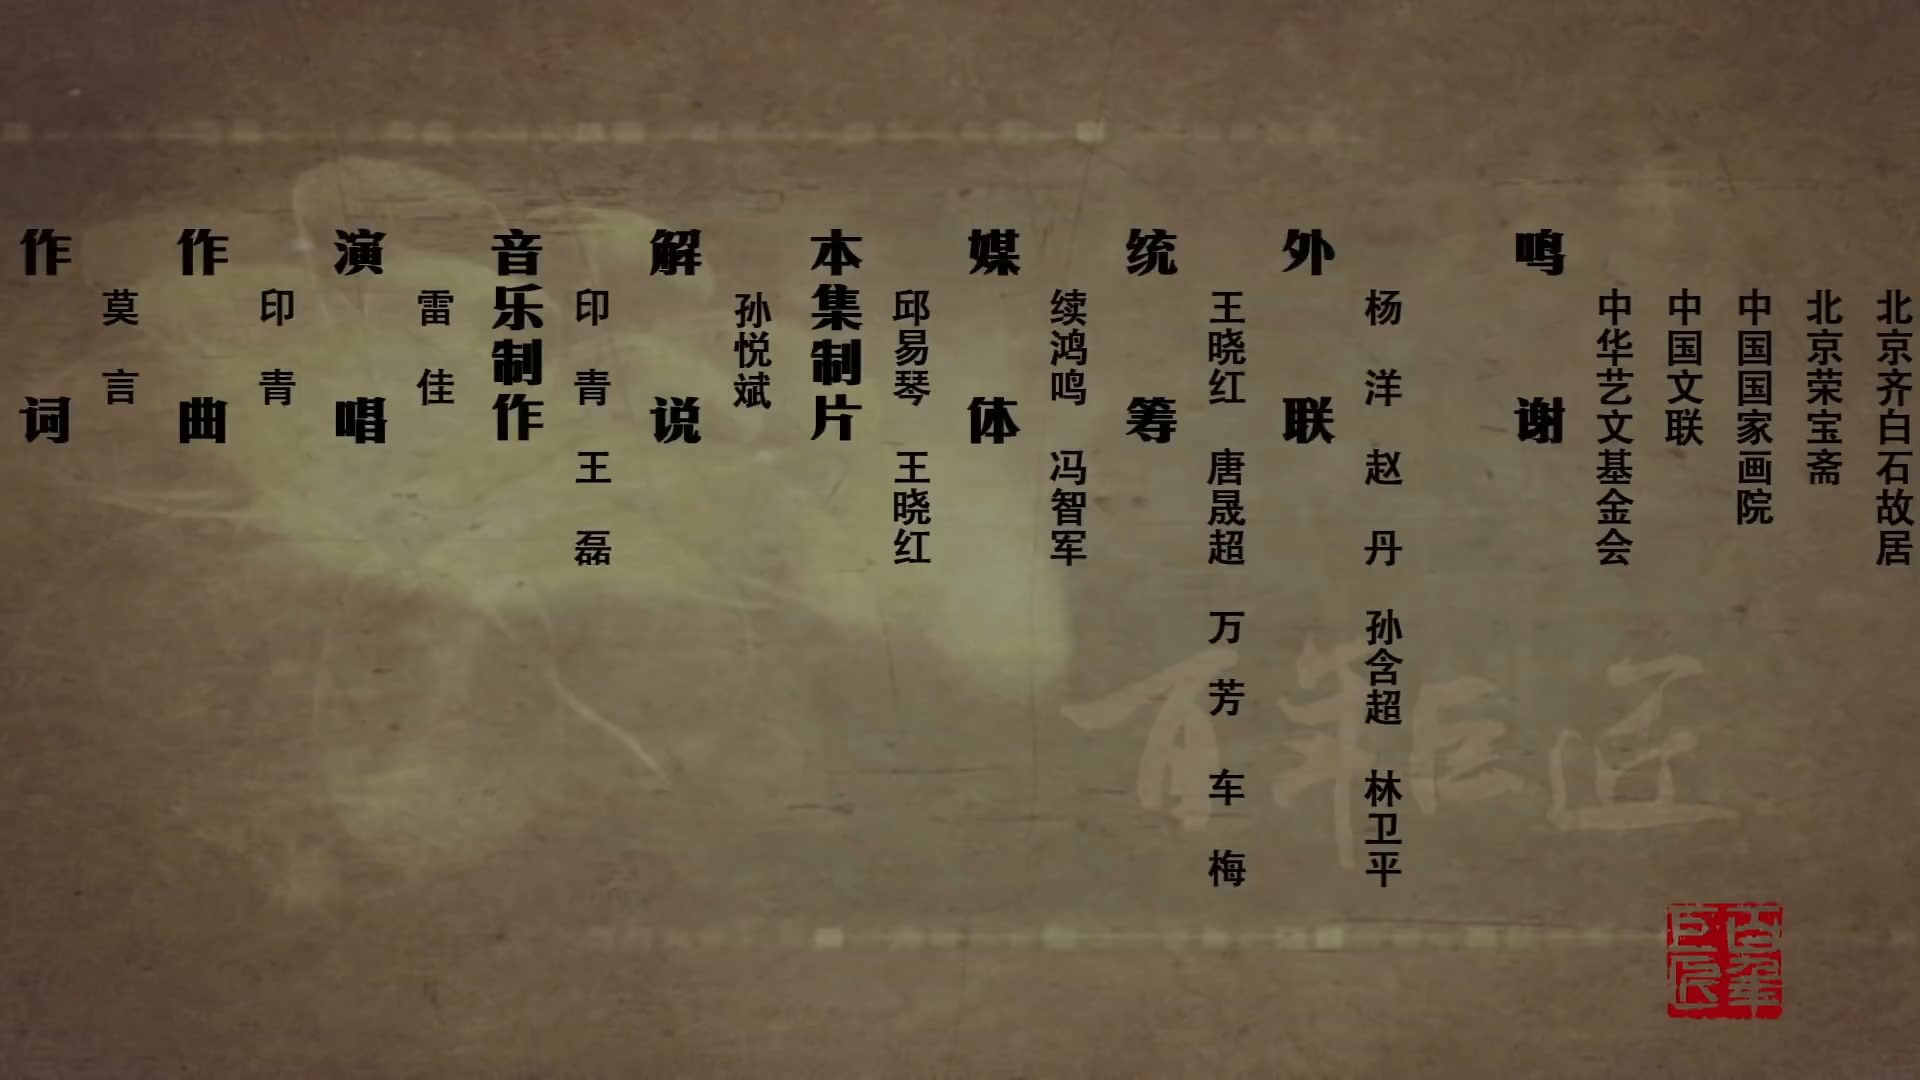 作词
莫言
作曲
印青
演唱
雷佳
音乐制作
印青 王磊
解说
孙悦斌
本集制片
邱易琴 王晓红
媒体
续鸿鸣 冯智军
统筹
王晓红 唐晟超 万芳 车梅
外联
杨洋 赵丹 孙含超 林卫平
鸣谢
中华艺文基金会
中国文联
中国国家画院
北京荣宝斋
北京齐白石故居
百年巨匠
百年巨匠